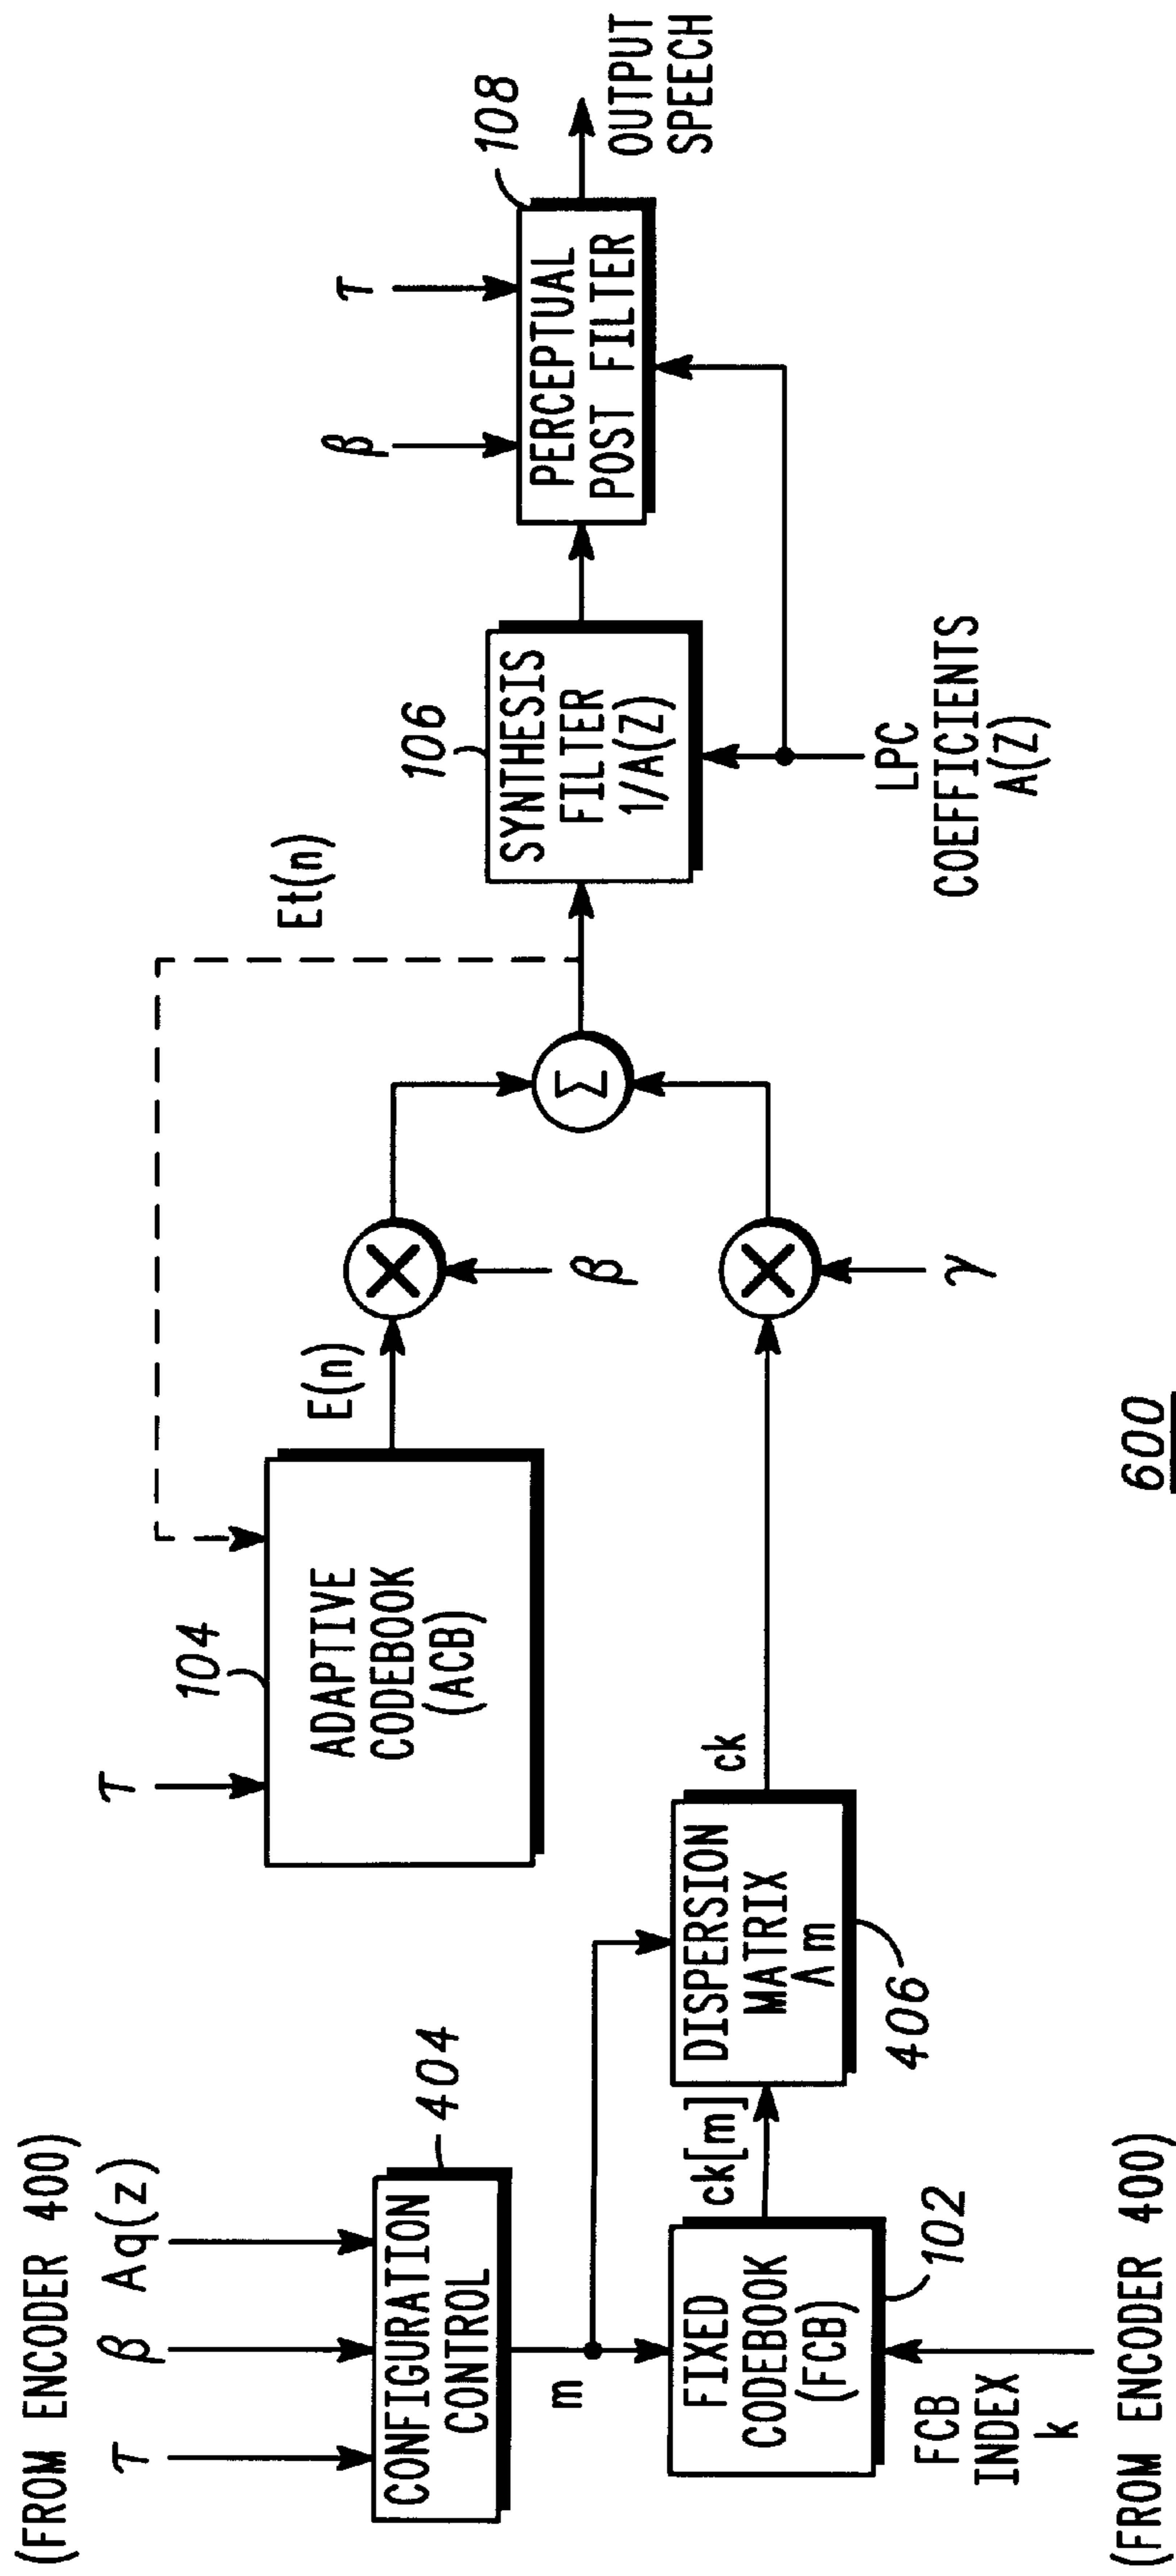 (FROM ENCODER 400)
τ
β
Aq(z)
404
CONFIGURATION
CONTROL
m
FIXED
CODEBOOK
(FCB)
102
FCB
INDEX
k
(FROM ENCODER 400)
ck[m]
DISPERSION
MATRIX
Λm
406
ck
τ
104
ADAPTIVE
CODEBOOK
(ACB)
E(n)
β
γ
Σ
Et(n)
106
SYNTHESIS
FILTER
1/A(Z)
LPC
COEFFICIENTS
A(Z)
β
τ
108
PERCEPTUAL
POST FILTER
OUTPUT
SPEECH
600